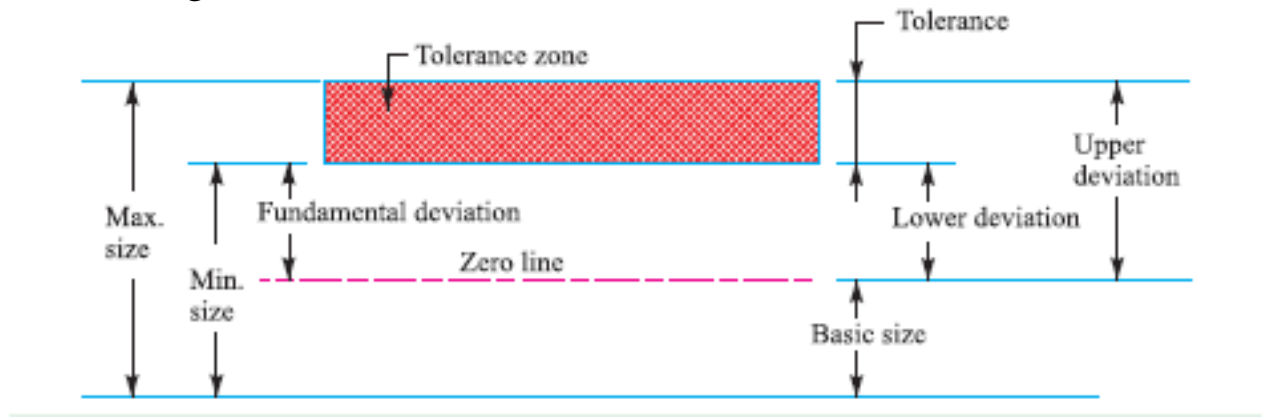 Tolerance
Tolerance zone
Upper
deviation
Max.
size
Fundamental deviation
Lower deviation
Min.
size
Zero line
Basic size